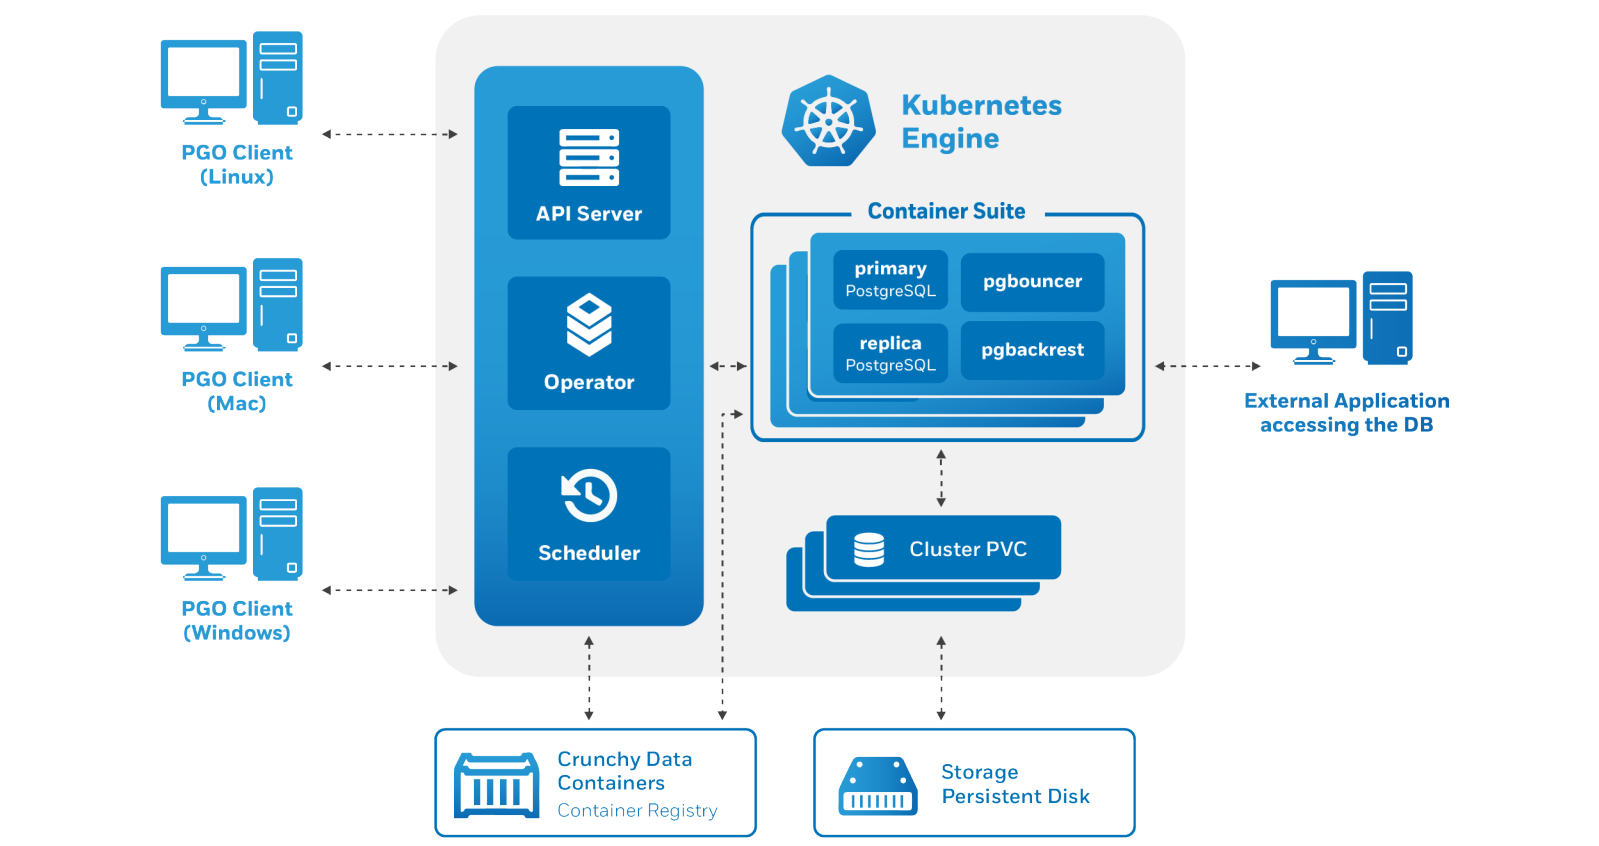 PGO Client
(Linux)
PGO Client
(Mac)
PGO Client
(Windows)
API Server
Operator
Scheduler
Kubernetes
Engine
Container Suite
primary
PostgreSQL
pgbouncer
replica
PostgreSQL
pgbackrest
Cluster PVC
External Application
accessing the DB
Crunchy Data
Containers
Container Registry
Storage
Persistent Disk